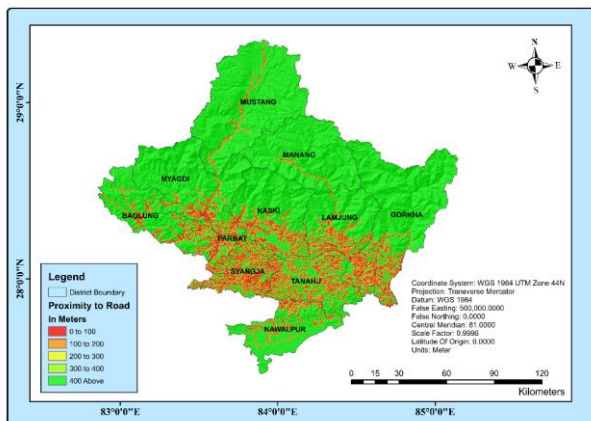 N
W E
S
29°0'0"N
28°0'0"N
MUSTANG
MANANG
MYAGDI
KASKI
LAMJUNG
GORKHA
BAGLUNG
PARBAT
SYANGJA
TANAHU
NAWALPUR
Legend
District Boundary
Proximity to Road
In Meters
0 to 100
100 to 200
200 to 300
300 to 400
400 Above
Coordinate System: WGS 1984 UTM Zone 44N
Projection: Transverse Mercator
Datum: WGS 1984
False Easting: 500,000.0000
False Northing: 0.0000
Central Meridian: 81.0000
Scale Factor: 0.9996
Latitude Of Origin: 0.0000
Units: Meter
0 15 30 60 90 120
Kilometers
83°0'0"E 84°0'0"E 85°0'0"E